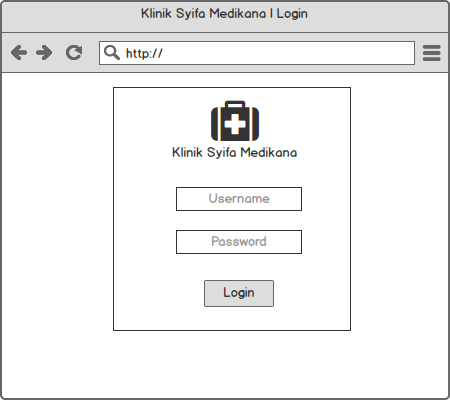 Klinik Syifa Medikana | Login
http://
Klinik Syifa Medikana
Username
Password
Login